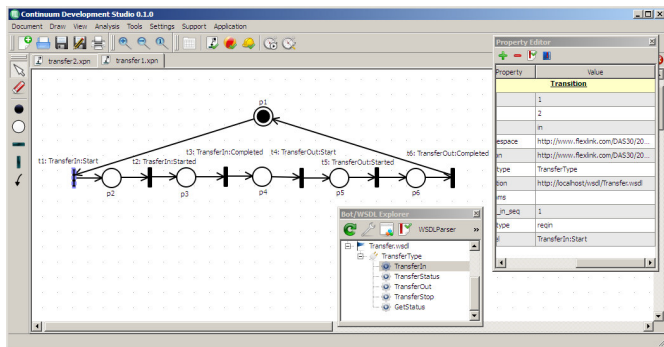 Continuum Development Studio 0.1.0
Document Draw View Analysis Tools Settings Support Application
transfer2.xpn transfer1.xpn
p1
t3: TransferIn:Completed t4: TransferOut:Start t6: TransferOut:Completed
t1: TransferIn:Start t2: TrasferIn:Started t5: TransferOut:Started
p2 p3 p4 p5 p6
Property Editor
Property Value
Transition
1
2
in
espace http://www.flexlink.com/DAS30/20...
on http://www.flexlink.com/DAS30/20...
type TransferType
tion http://localhost/wsdl/Transfer.wsdl
ms
_in_seq 1
type reqin
el TransferIn:Start
Bot/WSDL Explorer
WSDLParser »
Transfer.wsdl
TransferType
TransferIn
TransferStatus
TransferOut
TransferStop
GetStatus